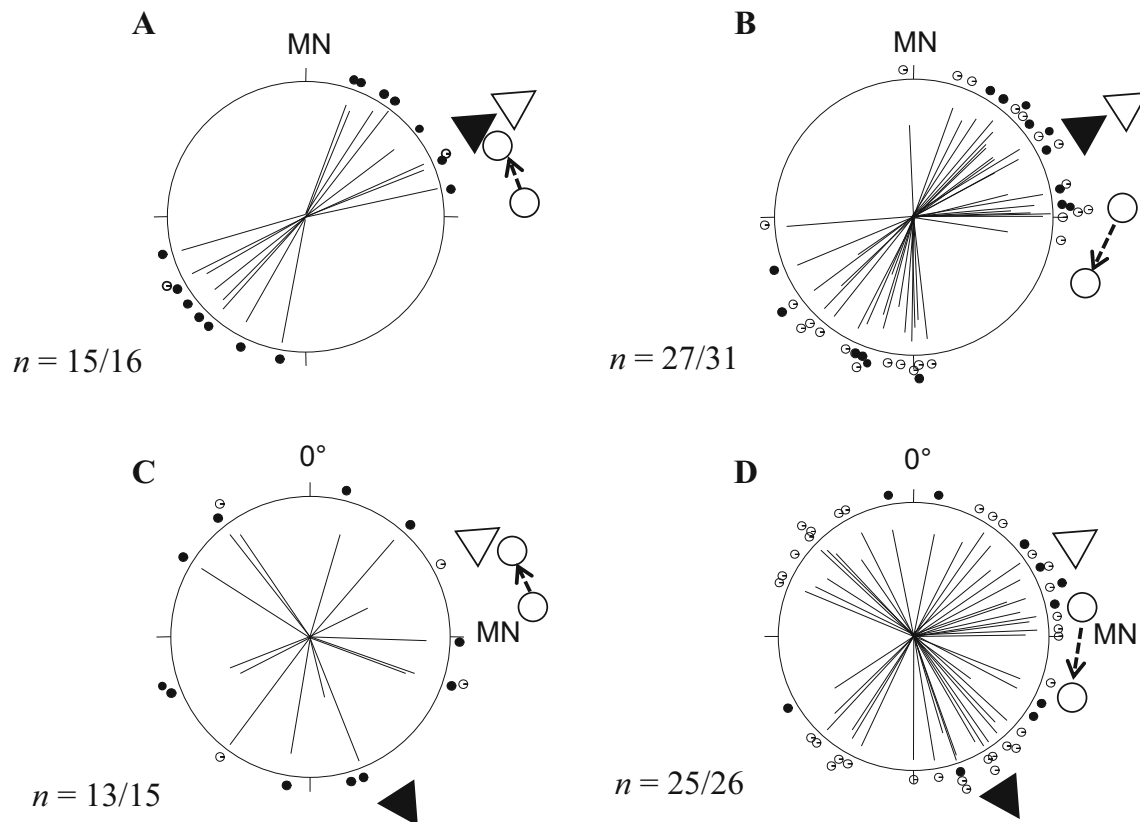 A
MN
n = 15/16
B
MN
n = 27/31
C
0°
MN
n = 13/15
D
0°
MN
n = 25/26